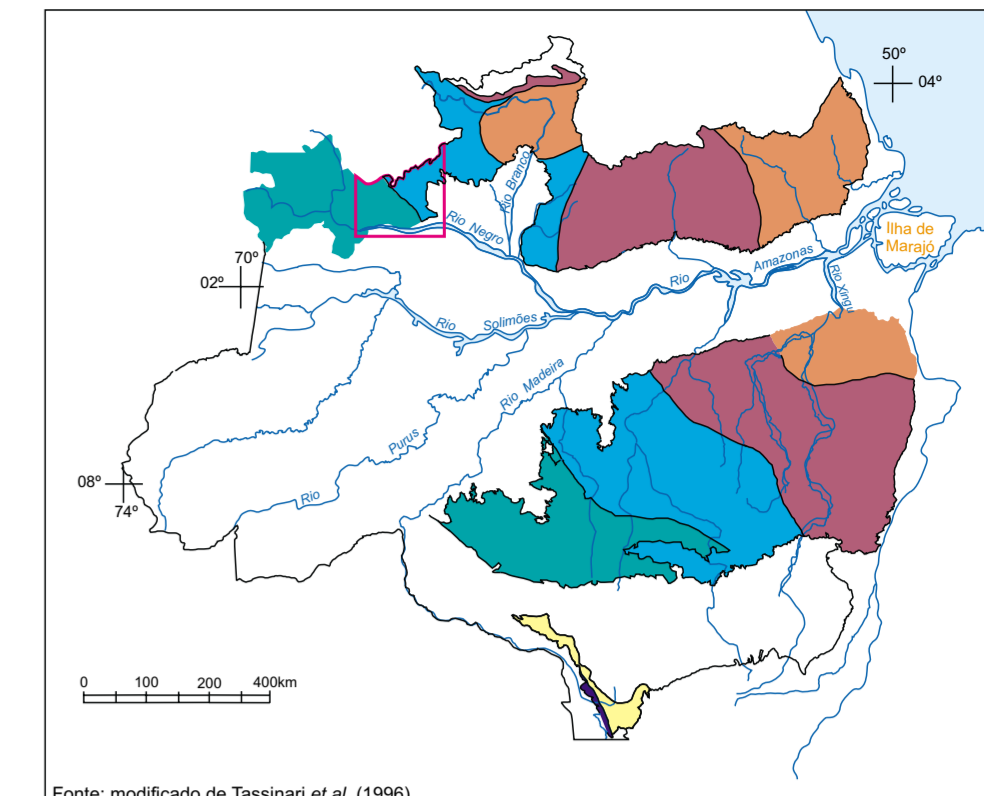 50º
04º
Rio Branco
Rio Negro
Ilha de
Marajó
70º
02º
Rio Amazonas
Rio Xingu
Rio Solimões
Rio Madeira
Rio Purus
08º
74º
0 100 200 400km
Fonte: modificado de Tassinari et al. (1996)